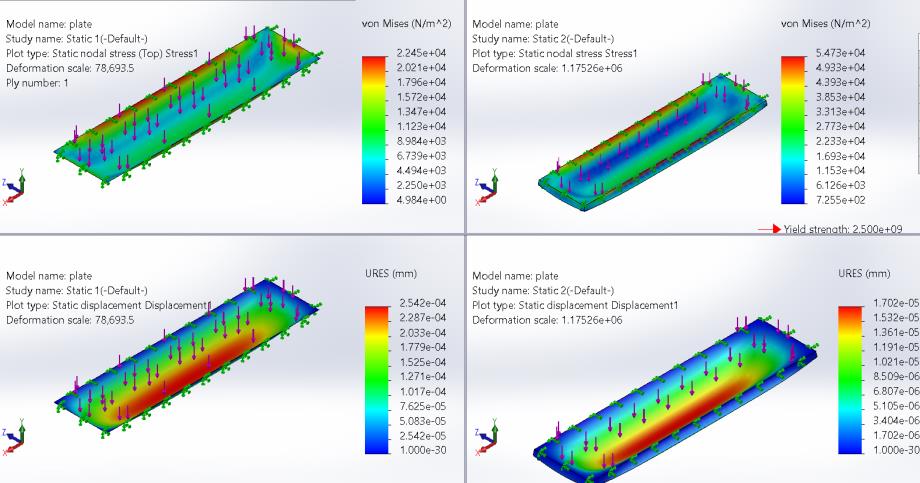 Model name: plate
Study name: Static 1(-Default-)
Plot type: Static nodal stress (Top) Stress1
Deformation scale: 78,693.5
Ply number: 1
von Mises (N/m^2)
2.245e+04
2.021e+04
1.796e+04
1.572e+04
1.347e+04
1.123e+04
8.984e+03
6.739e+03
4.494e+03
2.250e+03
4.984e+00
Y
Z
X
Model name: plate
Study name: Static 2(-Default-)
Plot type: Static nodal stress Stress1
Deformation scale: 1.17526e+06
von Mises (N/m^2)
5.473e+04
4.933e+04
4.393e+04
3.853e+04
3.313e+04
2.773e+04
2.233e+04
1.693e+04
1.153e+04
6.126e+03
7.255e+02
Yield strength: 2.500e+09
Y
Z
X
Model name: plate
Study name: Static 1(-Default-)
Plot type: Static displacement Displacement1
Deformation scale: 78,693.5
URES (mm)
2.542e-04
2.287e-04
2.033e-04
1.779e-04
1.525e-04
1.271e-04
1.017e-04
7.625e-05
5.083e-05
2.542e-05
1.000e-30
Y
Z
X
Model name: plate
Study name: Static 2(-Default-)
Plot type: Static displacement Displacement1
Deformation scale: 1.17526e+06
URES (mm)
1.702e-05
1.532e-05
1.361e-05
1.191e-05
1.021e-05
8.509e-06
6.807e-06
5.105e-06
3.404e-06
1.702e-06
1.000e-30
Y
Z
X